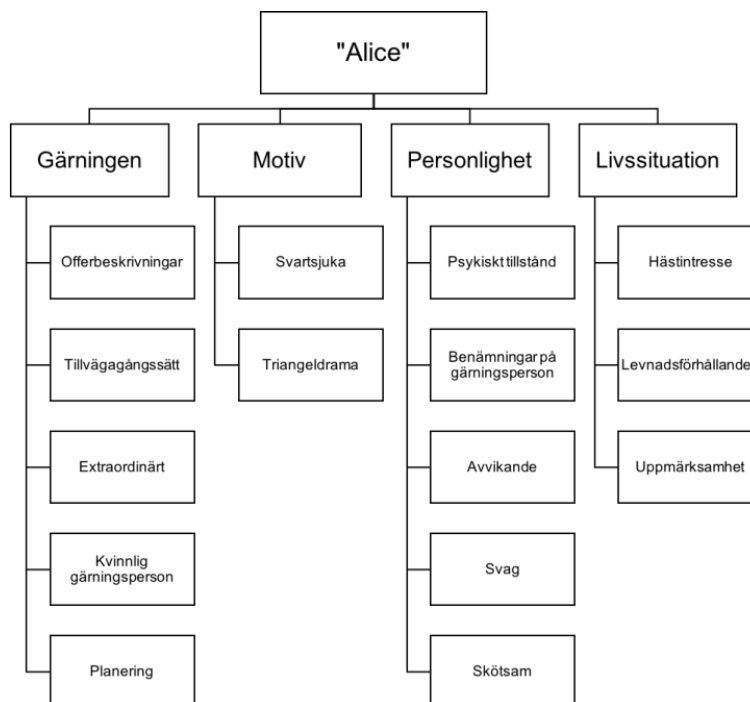 "Alice"
Gärningen
Motiv
Personlighet
Livssituation
Offerbeskrivningar
Tillvägagångssätt
Extraordinärt
Kvinnlig
gärningsperson
Planering
Svartsjuka
Triangeldrama
Psykiskt tillstånd
Benämningar på
gärningsperson
Avvikande
Svag
Skötsam
Hästintresse
Levnadsförhållande
Uppmärksamhet